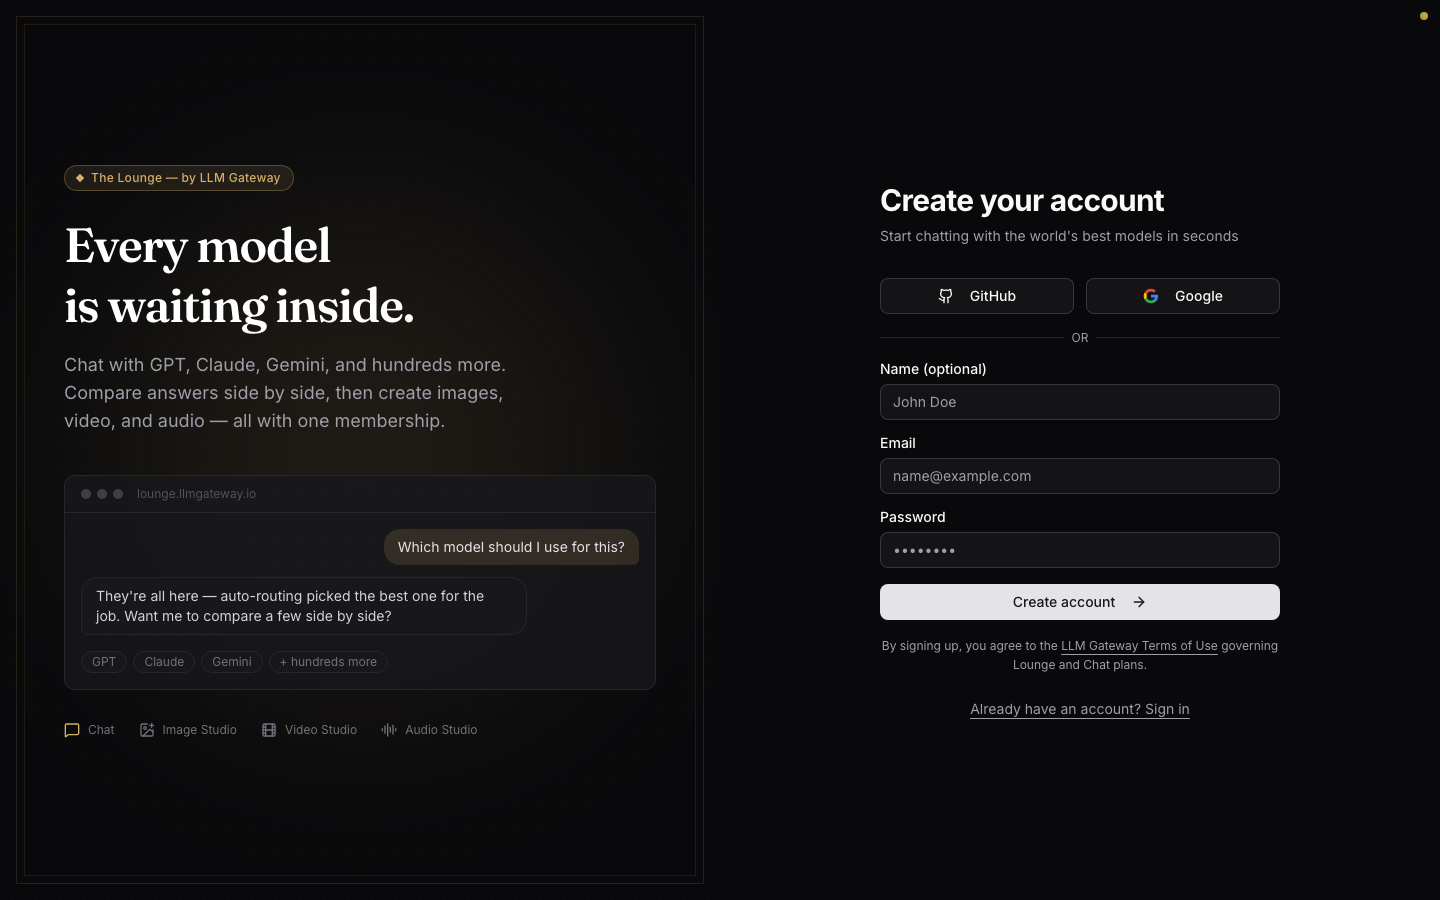 The Lounge — by LLM Gateway
Every model
is waiting inside.
Chat with GPT, Claude, Gemini, and hundreds more.
Compare answers side by side, then create images,
video, and audio — all with one membership.
lounge.llmgateway.io
Which model should I use for this?
They're all here — auto-routing picked the best one for the
job. Want me to compare a few side by side?
GPT
Claude
Gemini
+ hundreds more
Chat
Image Studio
Video Studio
Audio Studio
Create your account
Start chatting with the world's best models in seconds
GitHub
Google
OR
Name (optional)
John Doe
Email
name@example.com
Password
••••••••
Create account
By signing up, you agree to the LLM Gateway Terms of Use governing
Lounge and Chat plans.
Already have an account? Sign in